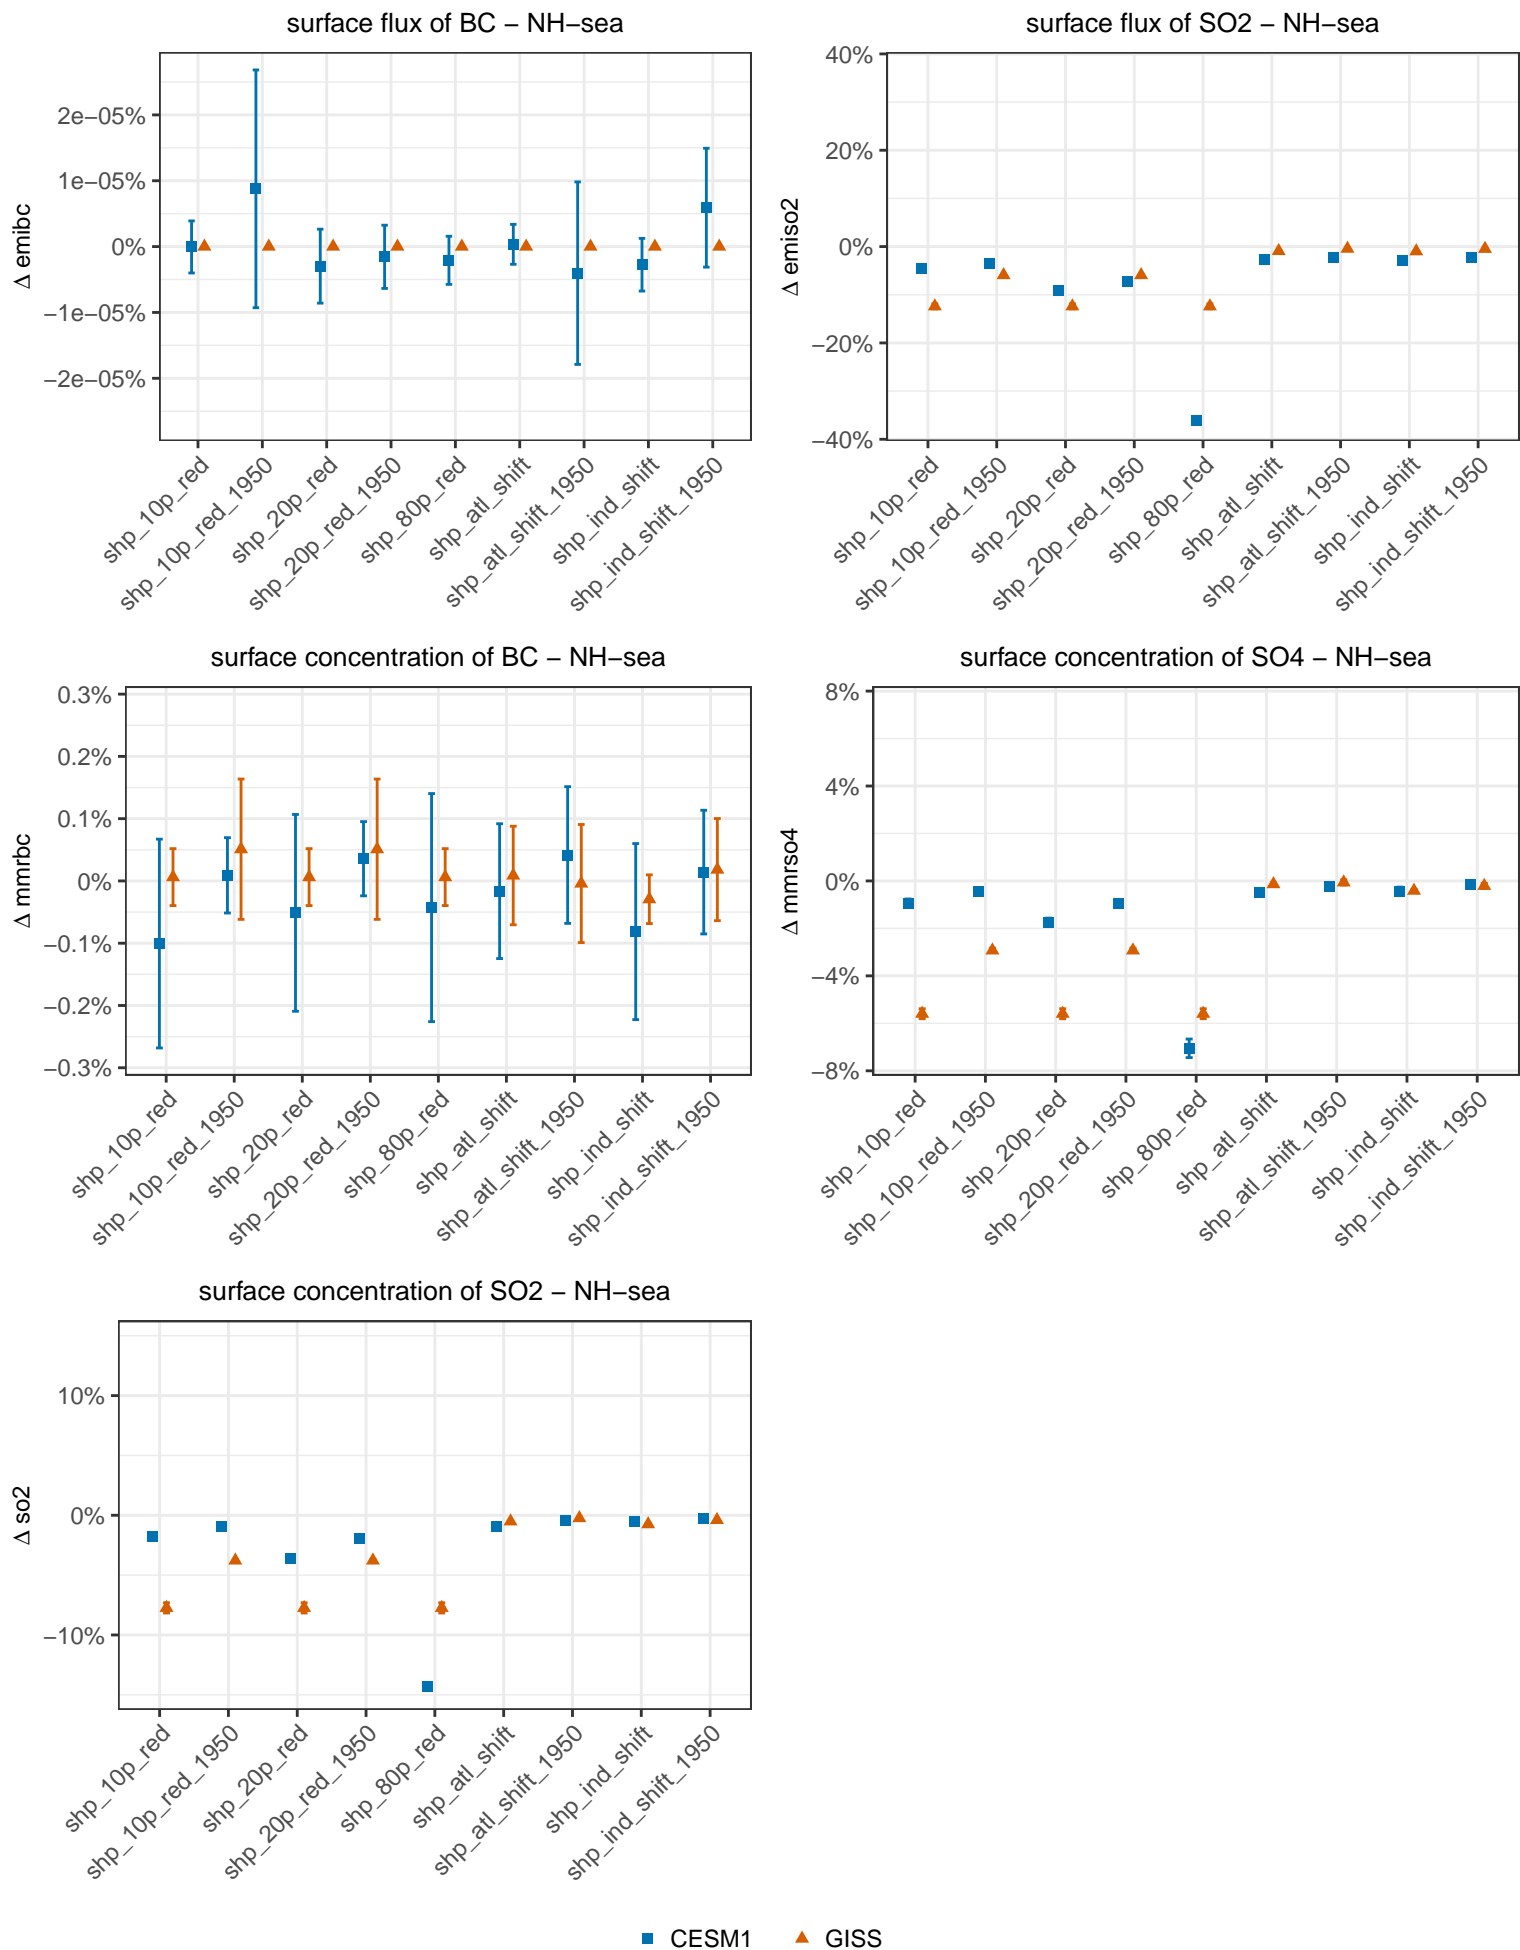 surface flux of BC − NH−sea
Δ emibc
2e−05%
1e−05%
0%
−1e−05%
−2e−05%
shp_10p_red
shp_10p_red_1950
shp_20p_red
shp_20p_red_1950
shp_80p_red
shp_atl_shift
shp_atl_shift_1950
shp_ind_shift
shp_ind_shift_1950
surface flux of SO2 − NH−sea
Δ emiso2
40%
20%
0%
−20%
−40%
shp_10p_red
shp_10p_red_1950
shp_20p_red
shp_20p_red_1950
shp_80p_red
shp_atl_shift
shp_atl_shift_1950
shp_ind_shift
shp_ind_shift_1950
surface concentration of BC − NH−sea
Δ mmrbc
0.3%
0.2%
0.1%
0%
−0.1%
−0.2%
−0.3%
shp_10p_red
shp_10p_red_1950
shp_20p_red
shp_20p_red_1950
shp_80p_red
shp_atl_shift
shp_atl_shift_1950
shp_ind_shift
shp_ind_shift_1950
surface concentration of SO4 − NH−sea
Δ mmrso4
8%
4%
0%
−4%
−8%
shp_10p_red
shp_10p_red_1950
shp_20p_red
shp_20p_red_1950
shp_80p_red
shp_atl_shift
shp_atl_shift_1950
shp_ind_shift
shp_ind_shift_1950
surface concentration of SO2 − NH−sea
Δ so2
10%
0%
−10%
shp_10p_red
shp_10p_red_1950
shp_20p_red
shp_20p_red_1950
shp_80p_red
shp_atl_shift
shp_atl_shift_1950
shp_ind_shift
shp_ind_shift_1950
CESM1 GISS